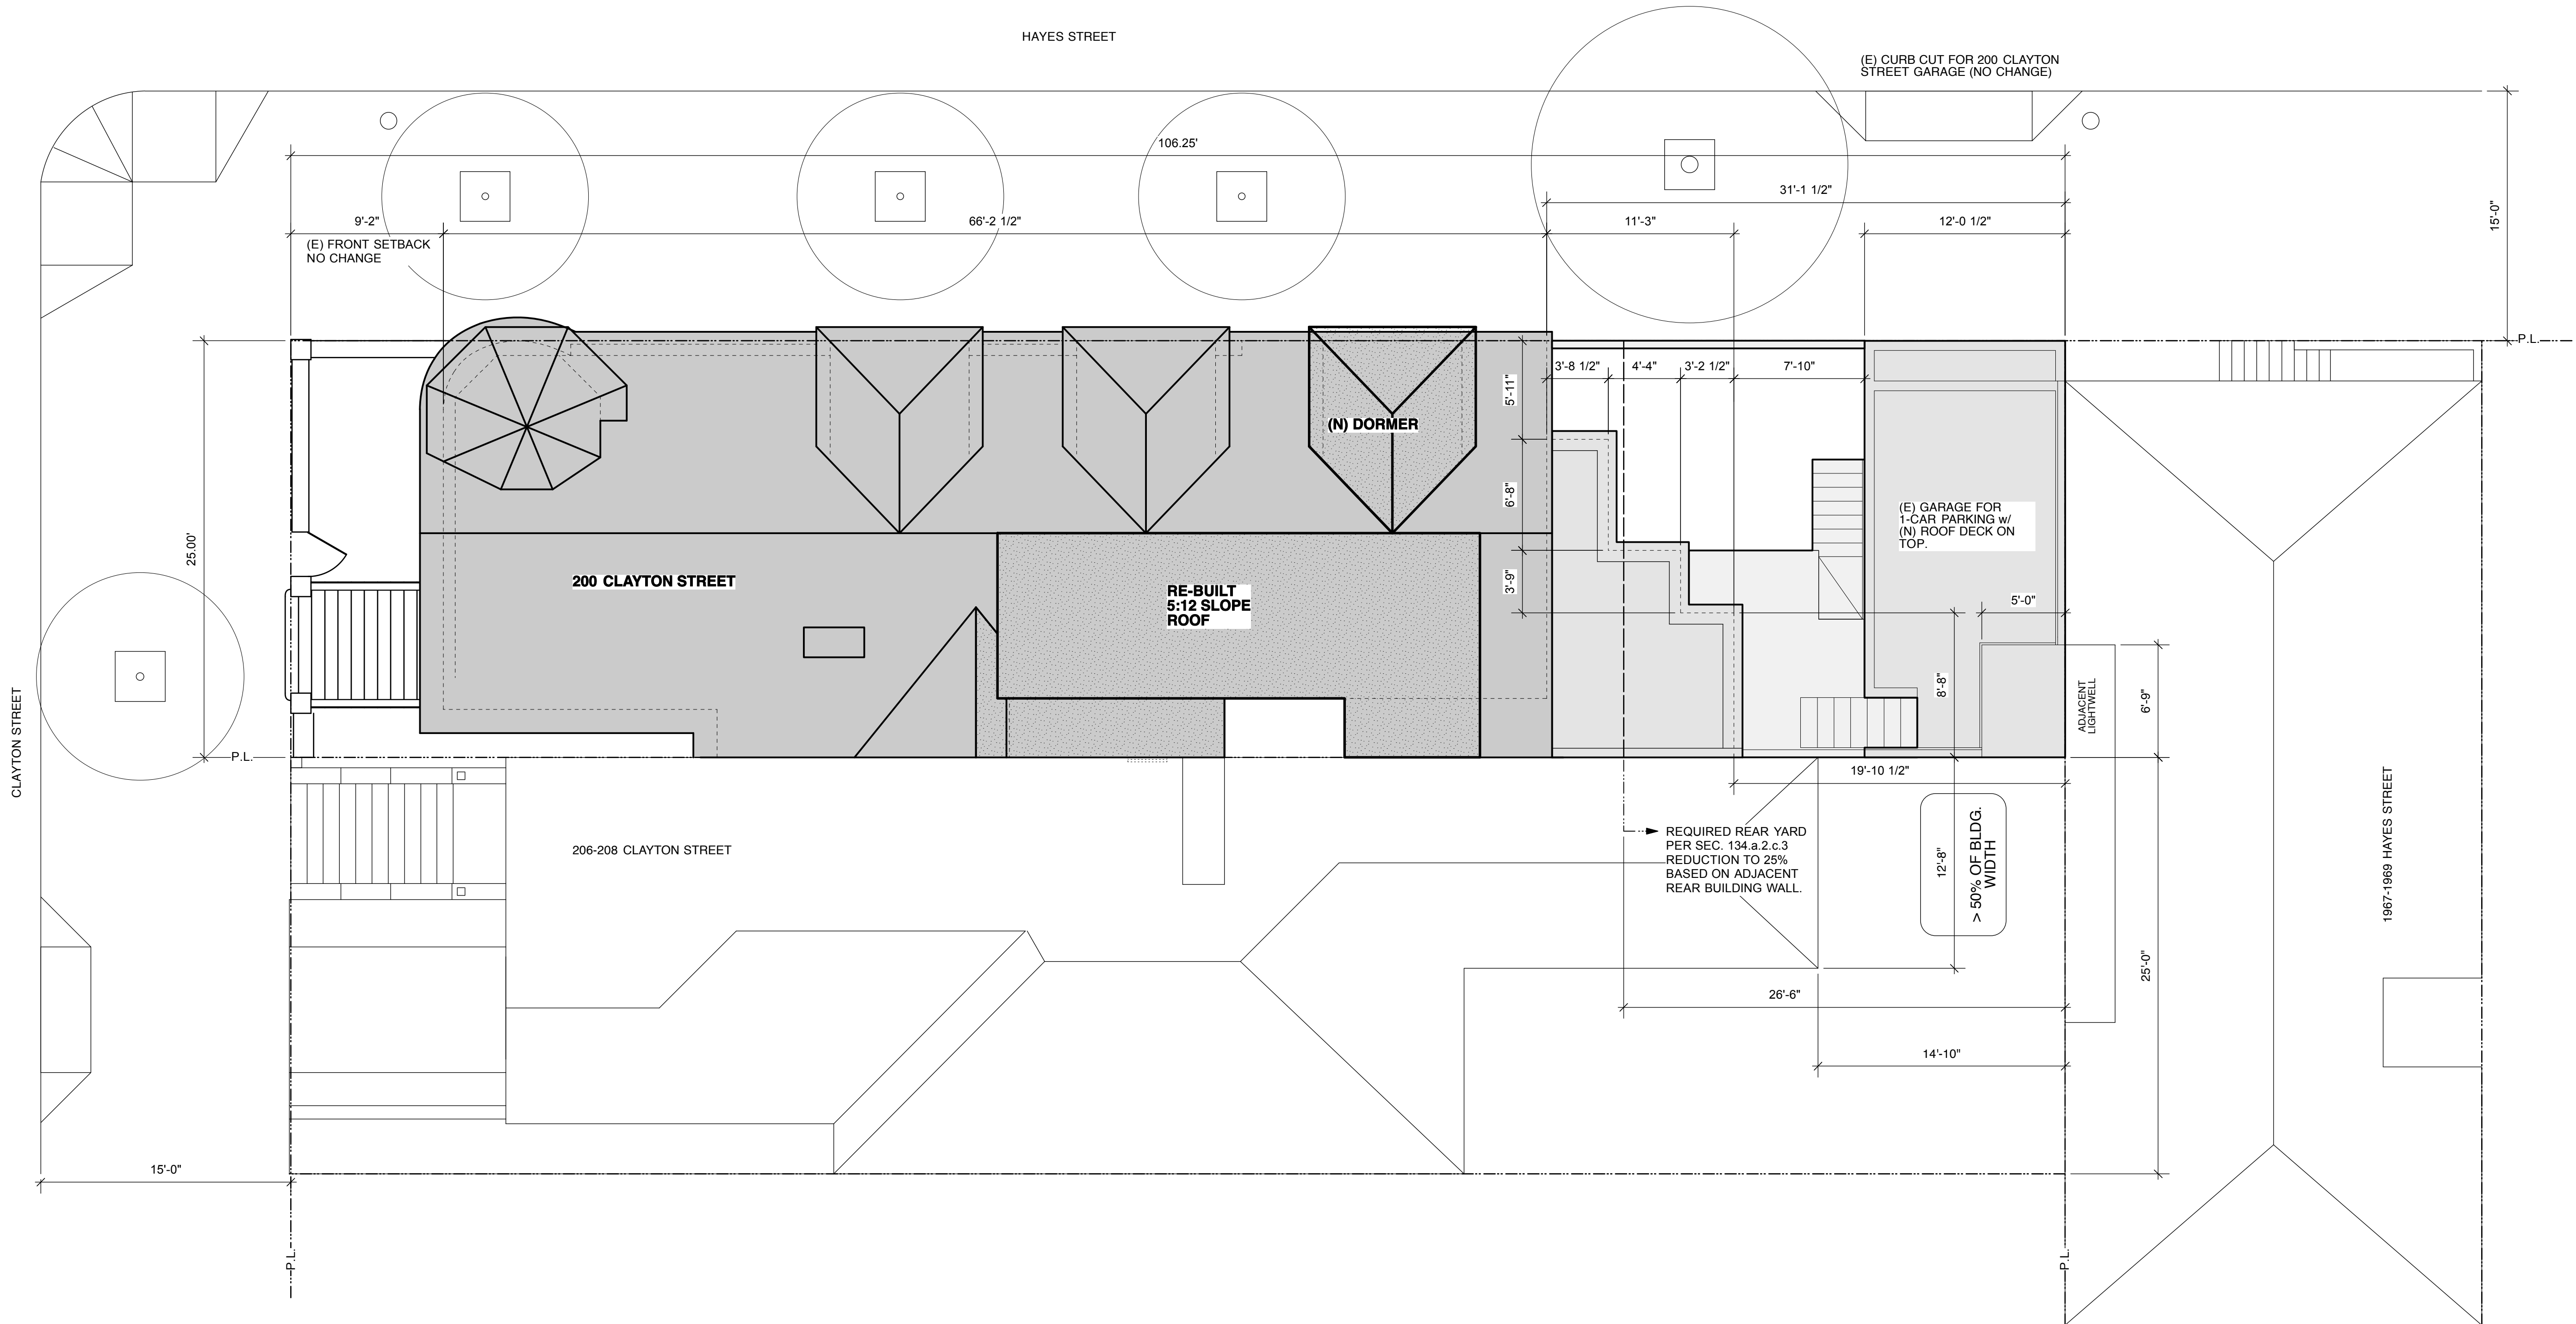 HAYES STREET
(E) CURB CUT FOR 200 CLAYTON
STREET GARAGE (NO CHANGE)
106.25'
31'-1 1/2"
9'-2"
66'-2 1/2"
11'-3"
12'-0 1/2"
15'-0"
(E) FRONT SETBACK
NO CHANGE
P.L.
3'-8 1/2"
4'-4"
3'-2 1/2"
7'-10"
5'-11"
(N) DORMER
6'-8"
(E) GARAGE FOR
1-CAR PARKING w/
(N) ROOF DECK ON
TOP.
25.00'
200 CLAYTON STREET
RE-BUILT
5:12 SLOPE
ROOF
3'-9"
5'-0"
8'-8"
ADJACENT
LIGHTWELL
6'-9"
CLAYTON STREET
P.L.
19'-10 1/2"
REQUIRED REAR YARD
PER SEC. 134.a.2.c.3
REDUCTION TO 25%
BASED ON ADJACENT
REAR BUILDING WALL.
206-208 CLAYTON STREET
12'-8"
> 50% OF BLDG.
WIDTH
1967-1969 HAYES STREET
25'-0"
26'-6"
14'-10"
15'-0"
P.L.
P.L.